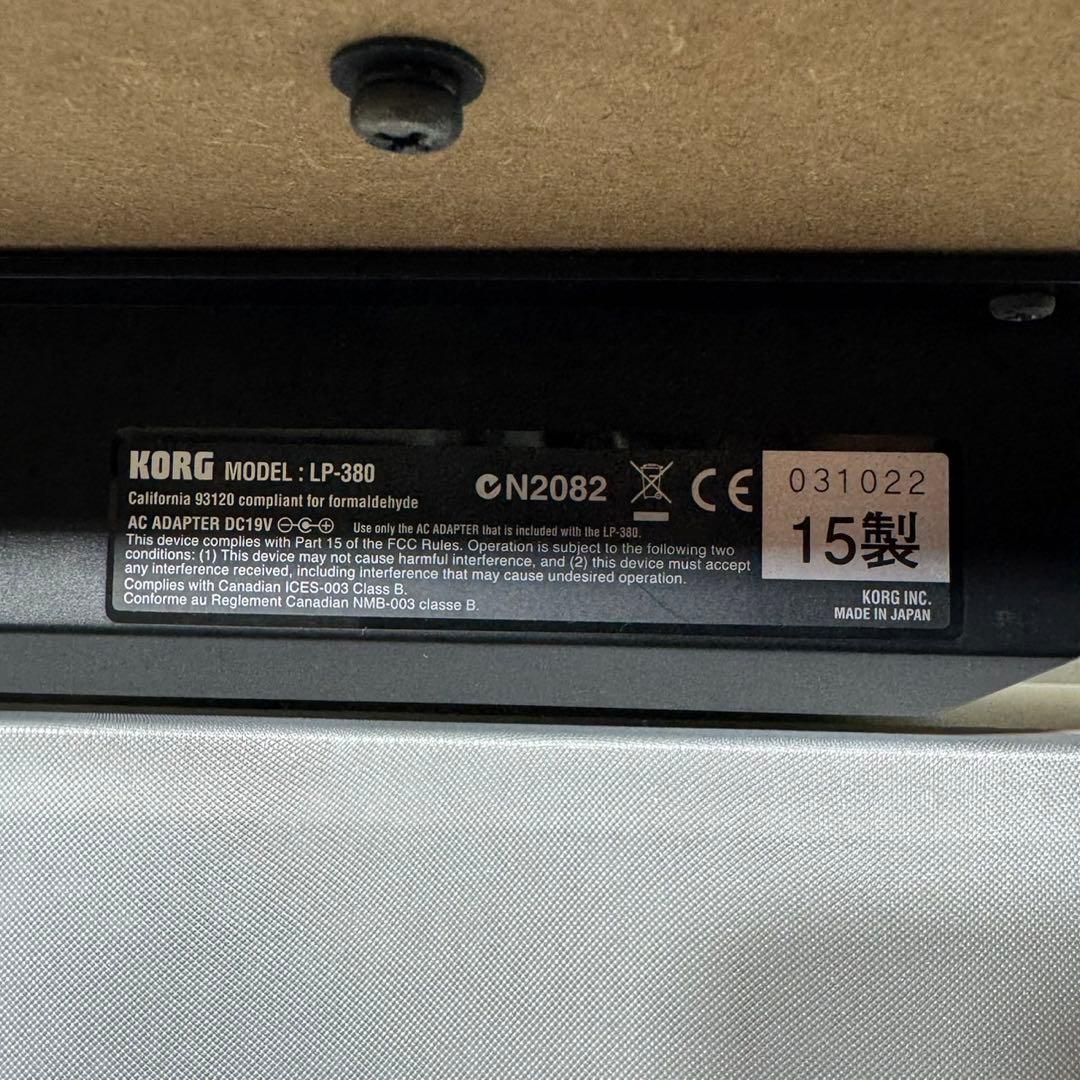 KORG MODEL : LP-380
California 93120 compliant for formaldehyde
AC ADAPTER DC19V Use only the AC ADAPTER that is included with the LP-380.
This device complies with Part 15 of the FCC Rules. Operation is subject to the following two
conditions: (1) This device may not cause harmful interference, and (2) this device must accept
any interference received, including interference that may cause undesired operation.
Complies with Canadian ICES-003 Class B.
Conforme au Reglement Canadien NMB-003 classe B.
N2082
CE
031022
15製
KORG INC.
MADE IN JAPAN